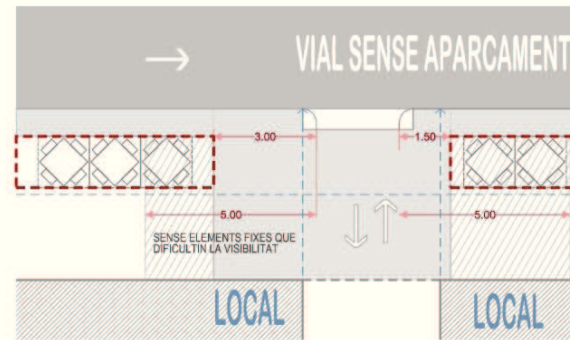 VIAL SENSE APARCAMENT
3.00
1.50
5.00
5.00
SENSE ELEMENTS FIXES QUE
DIFICULTIN LA VISIBILITAT
LOCAL
LOCAL